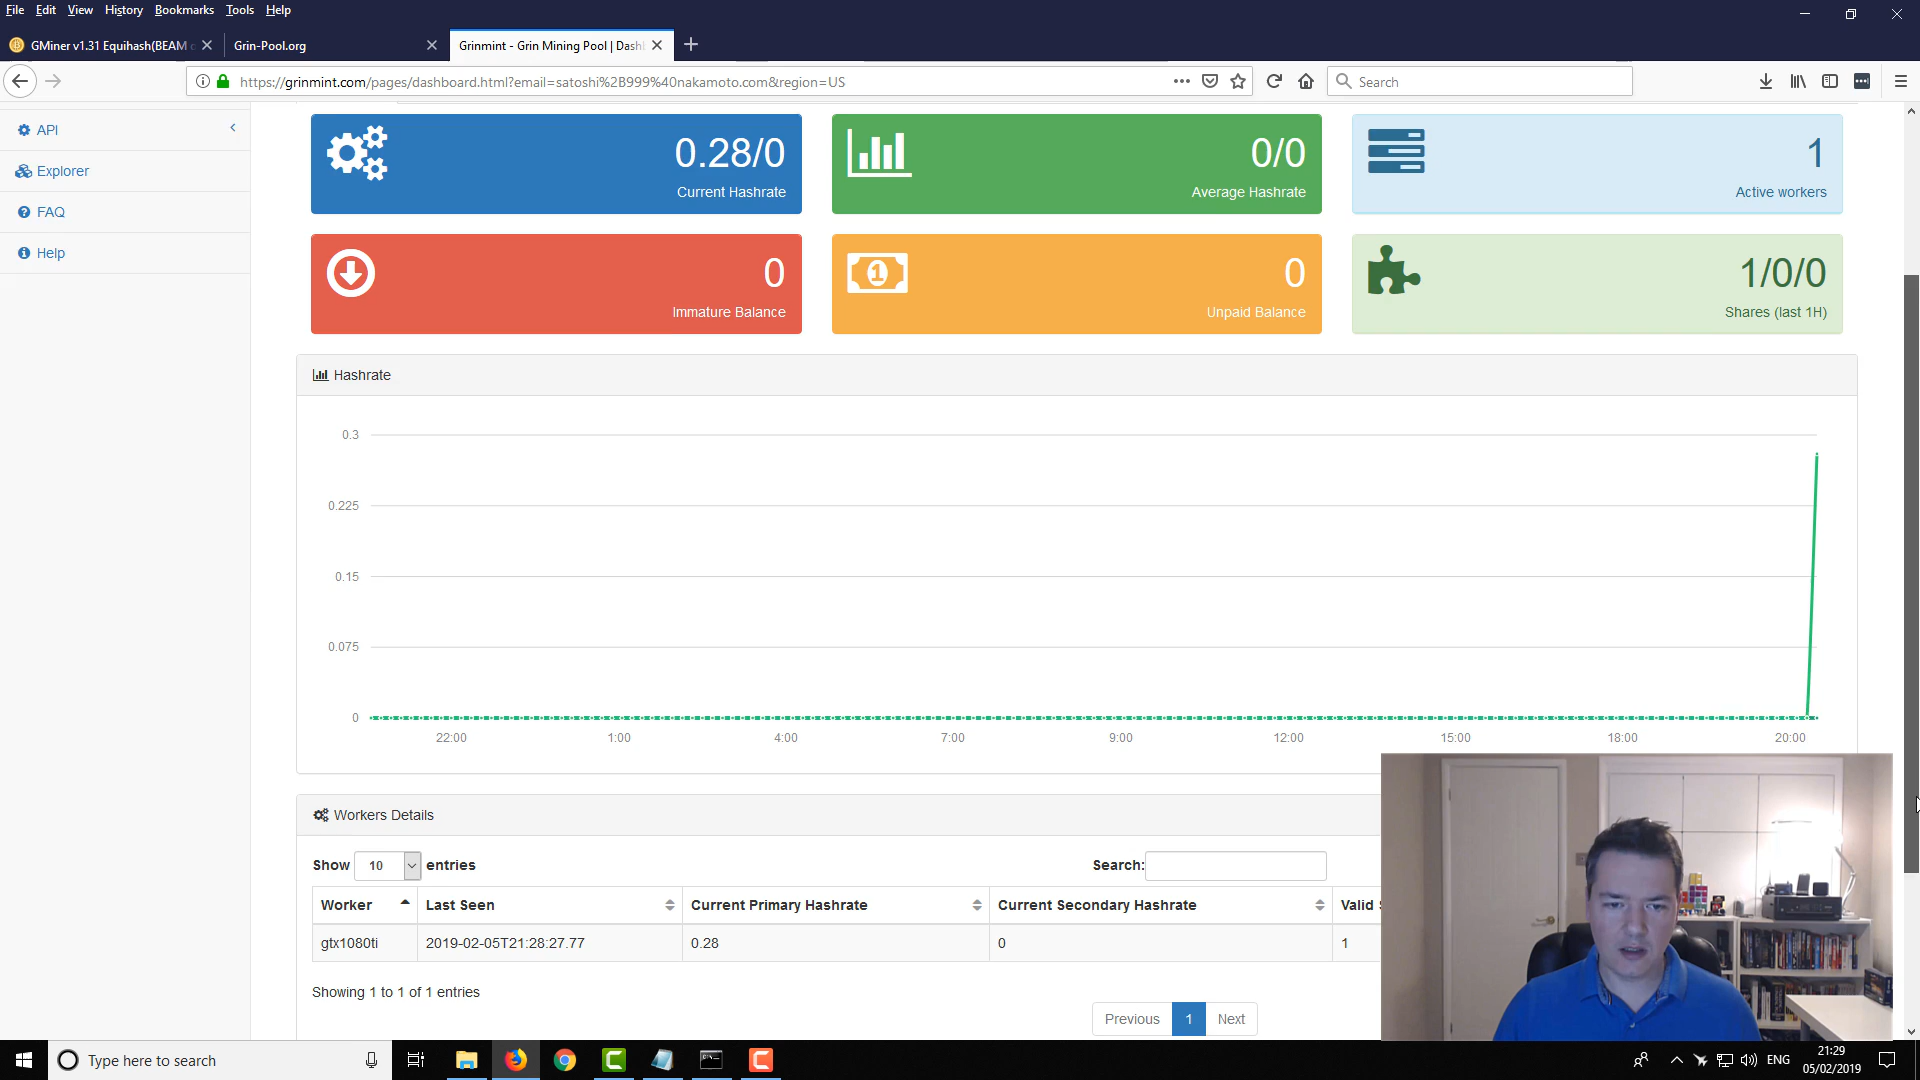 File Edit View History Bookmarks Tools Help
GMiner v1.31 Equihash(BEAM
Grin-Pool.org
Grinmint - Grin Mining Pool | Dash
https://grinmint.com/pages/dashboard.html?email=satoshi%2B999%40nakamoto.com&region=US
Search
API
Explorer
FAQ
Help
0.28/0
Current Hashrate
0/0
Average Hashrate
1
Active workers
0
Immature Balance
1
0
Unpaid Balance
1/0/0
Shares (last 1H)
Hashrate
0.3
0.225
0.15
0.075
0
22:00 1:00 4:00 7:00 9:00 12:00 15:00 18:00 20:00
Workers Details
Show 10 entries
Search:
Worker Last Seen Current Primary Hashrate Current Secondary Hashrate Valid
gtx1080ti 2019-02-05T21:28:27.77 0.28 0 1
Showing 1 to 1 of 1 entries
Previous 1 Next
Type here to search
ENG
21:29
05/02/2019